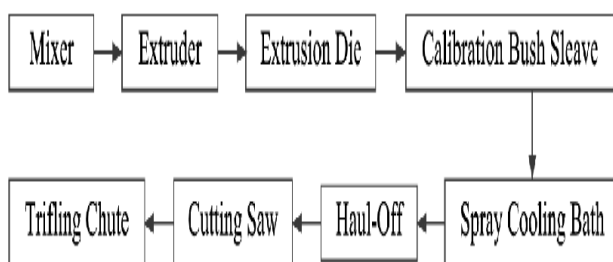 Mixer
Extruder
Extrusion Die
Calibration Bush Sleave
Spray Cooling Bath
Haul-Off
Cutting Saw
Trifling Chute